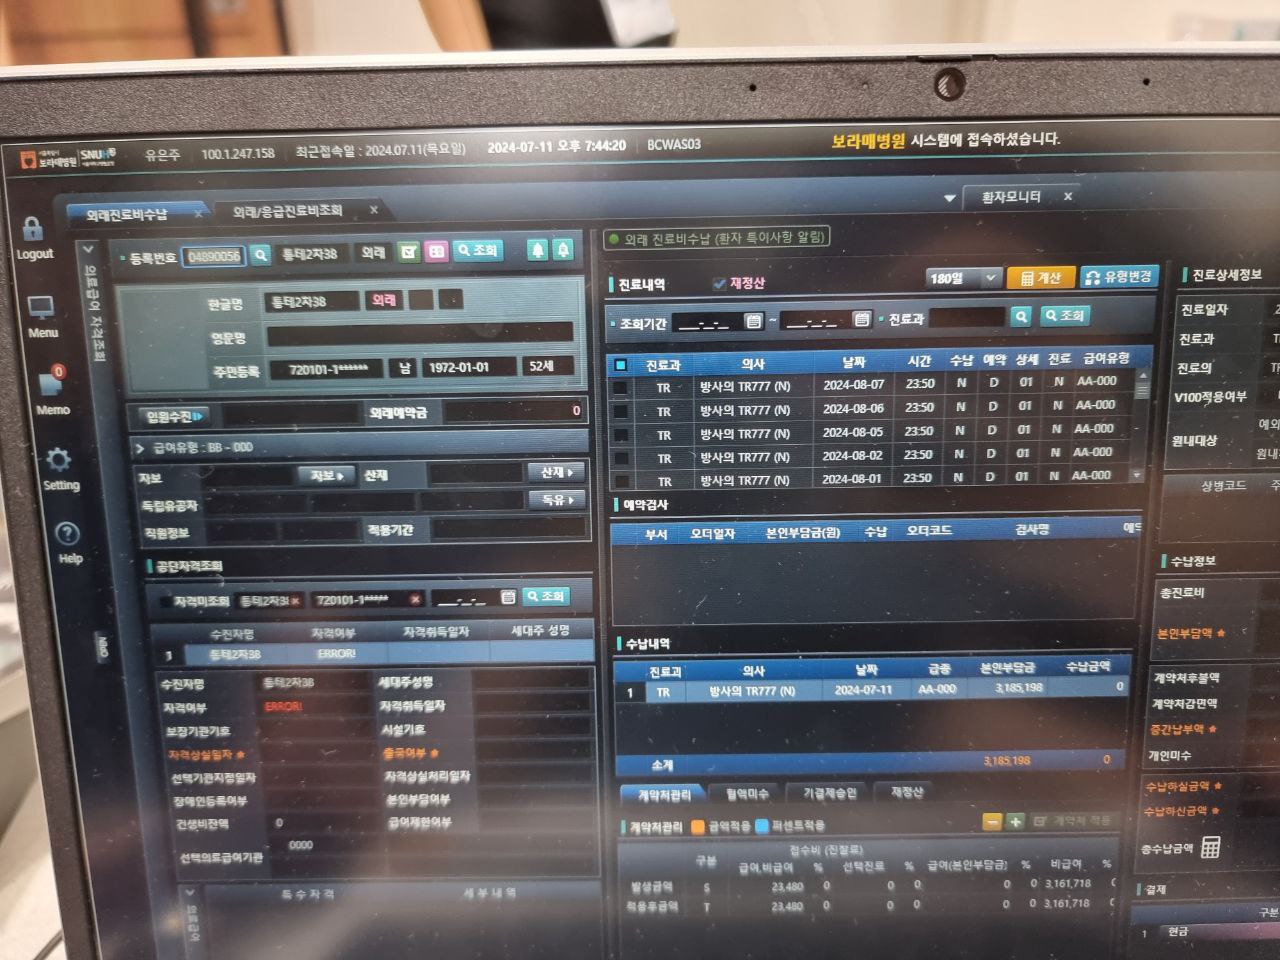 보라매병원 SNUH 유은주 100.1.247.158 최근접속일 : 2024.07.11(목요일) 2024-07-11 오후 7:44:20 BCWAS03 보라매병원 시스템에 접속하셨습니다.
외래진료비수납 × 외래/응급진료비조회 × 환자모니터 ×
Logout
Menu
0
Memo
Setting
Help
의료급여 자격조회
등록번호 04890056 통테2자38 외래 조회
한글명 통테2자38 외래
영문명
주민등록 720101-1****** 남 1972-01-01 52세
입원수진 외래예약금 0
급여유형 : BB - 000
자보 자보 산재 산재
독립유공자 독유
직원정보 적용기간
공단자격조회
자격미조회 통테2자38 × 720101-1****** × __-_-__ 조회
수진자명 자격여부 자격취득일자 세대주 성명
1 통테2자38 ERROR!
수진자명 통테2자38 세대주성명
자격여부 ERROR! 자격취득일자
보장기관기호 시설기호
자격상실일자 출국여부
선택기관지정일자 자격상실처리일자
장애인등록여부 본인부담여부
건생비잔액 0 급여제한여부
선택의료급여기관 0000
특수자격 세부내역
외래 진료비수납 (환자 특이사항 알림)
진료내역 재정산 180일 계산 유형변경
조회기간 __-_-__ ~ __-_-__ 진료과 조회
진료과 의사 날짜 시간 수납 예약 상세 진료 급여유형
TR 방사의 TR777 (N) 2024-08-07 23:50 N D 01 N AA-000
TR 방사의 TR777 (N) 2024-08-06 23:50 N D 01 N AA-000
TR 방사의 TR777 (N) 2024-08-05 23:50 N D 01 N AA-000
TR 방사의 TR777 (N) 2024-08-02 23:50 N D 01 N AA-000
TR 방사의 TR777 (N) 2024-08-01 23:50 N D 01 N AA-000
예약검사
부서 오더일자 본인부담금(원) 수납 오더코드 검사명
수납내역
진료과 의사 날짜 급종 본인부담금 수납금액
1 TR 방사의 TR777 (N) 2024-07-11 AA-000 3,185,198 0
소계 3,185,198 0
계약처관리 혈액미수 기결제승인 재정산
계약처관리 금액적용 퍼센트적용 계약처 적용
구분 접수비 (진찰료)
급여,비급여 % 선택진료 % 급여(본인부담금) % 비급여 %
발생금액 S 23,480 0 0 0 0 0 3,161,718
적용후금액 T 23,480 0 0 0 0 0 3,161,718
진료상세정보
진료일자
진료과
진료의
V100적용여부
원내대상
상병코드
수납정보
총진료비
본인부담액
계약처후불액
계약처감면액
중간납부액
개인미수
수납하실금액
수납하신금액
총수납금액
결제
구분
1 현금